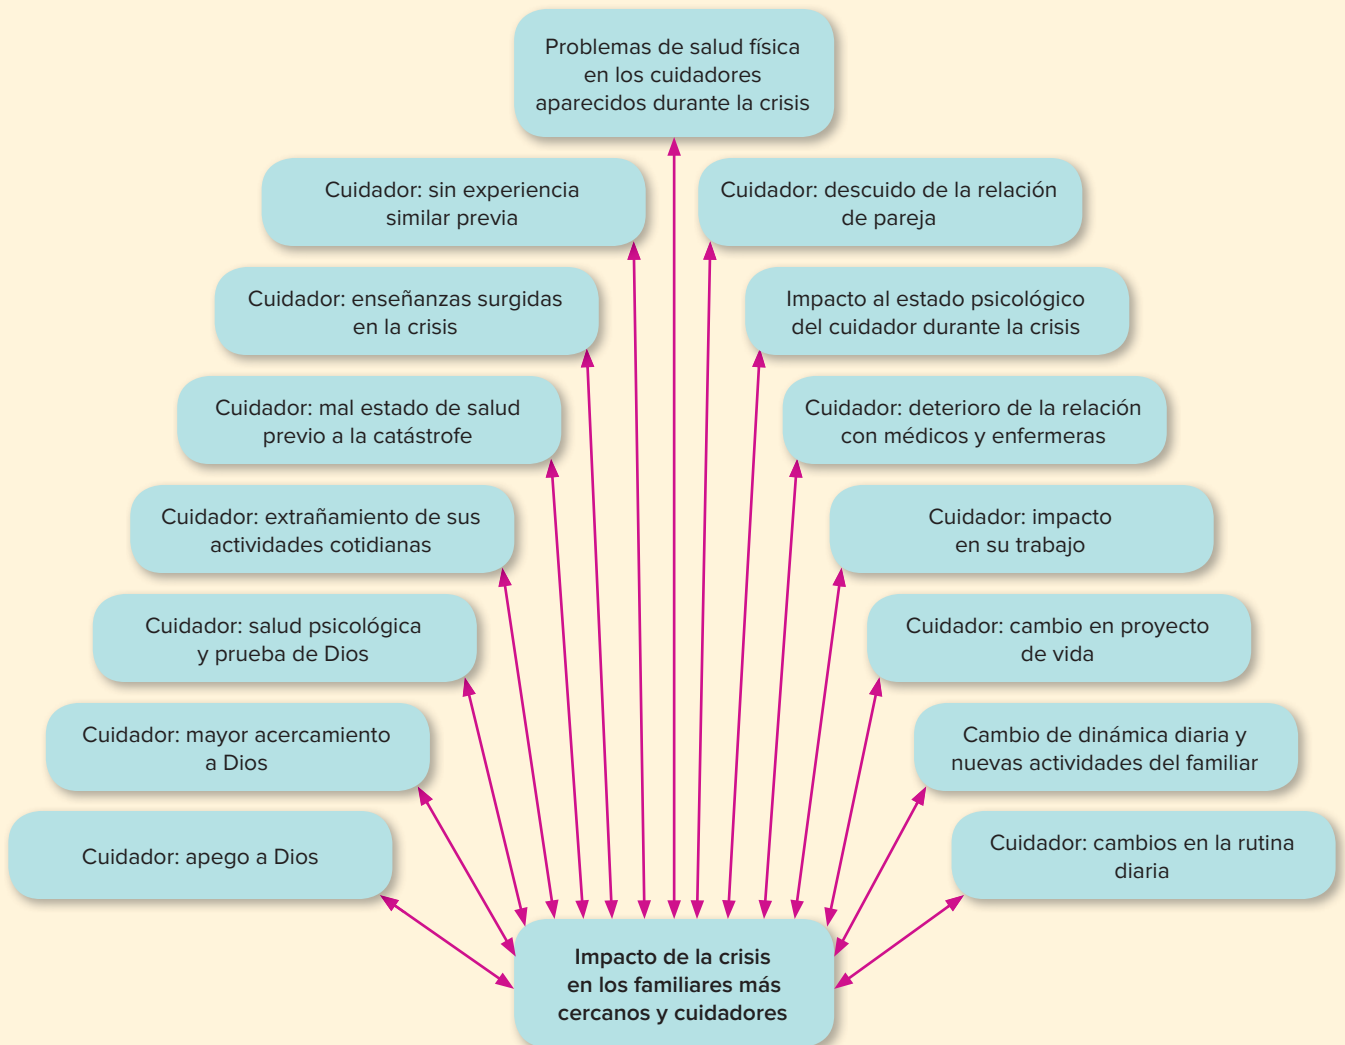 Problemas de salud física
en los cuidadores
aparecidos durante la crisis
Cuidador: sin experiencia
similar previa
Cuidador: descuido de la relación
de pareja
Cuidador: enseñanzas surgidas
en la crisis
Impacto al estado psicológico
del cuidador durante la crisis
Cuidador: mal estado de salud
previo a la catástrofe
Cuidador: deterioro de la relación
con médicos y enfermeras
Cuidador: extrañamiento de sus
actividades cotidianas
Cuidador: impacto
en su trabajo
Cuidador: salud psicológica
y prueba de Dios
Cuidador: cambio en proyecto
de vida
Cuidador: mayor acercamiento
a Dios
Cambio de dinámica diaria y
nuevas actividades del familiar
Cuidador: apego a Dios
Cuidador: cambios en la rutina
diaria
Impacto de la crisis
en los familiares más
cercanos y cuidadores